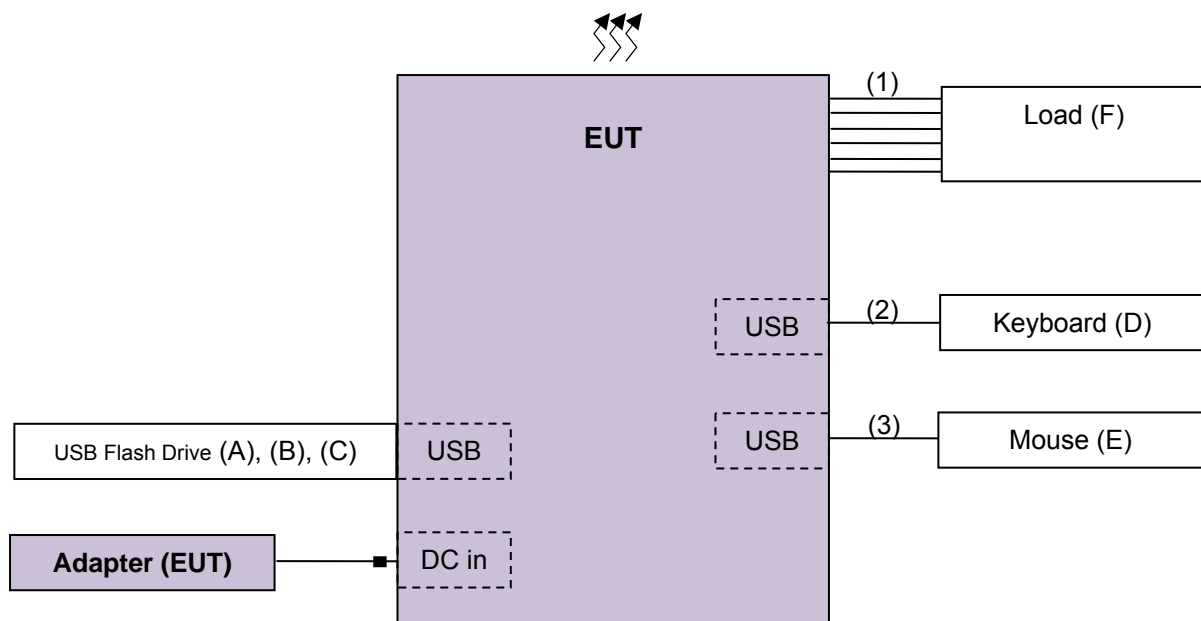 (1)
Load (F)
EUT
USB
(2)
Keyboard (D)
USB Flash Drive (A), (B), (C)
USB
USB
(3)
Mouse (E)
Adapter (EUT)
DC in